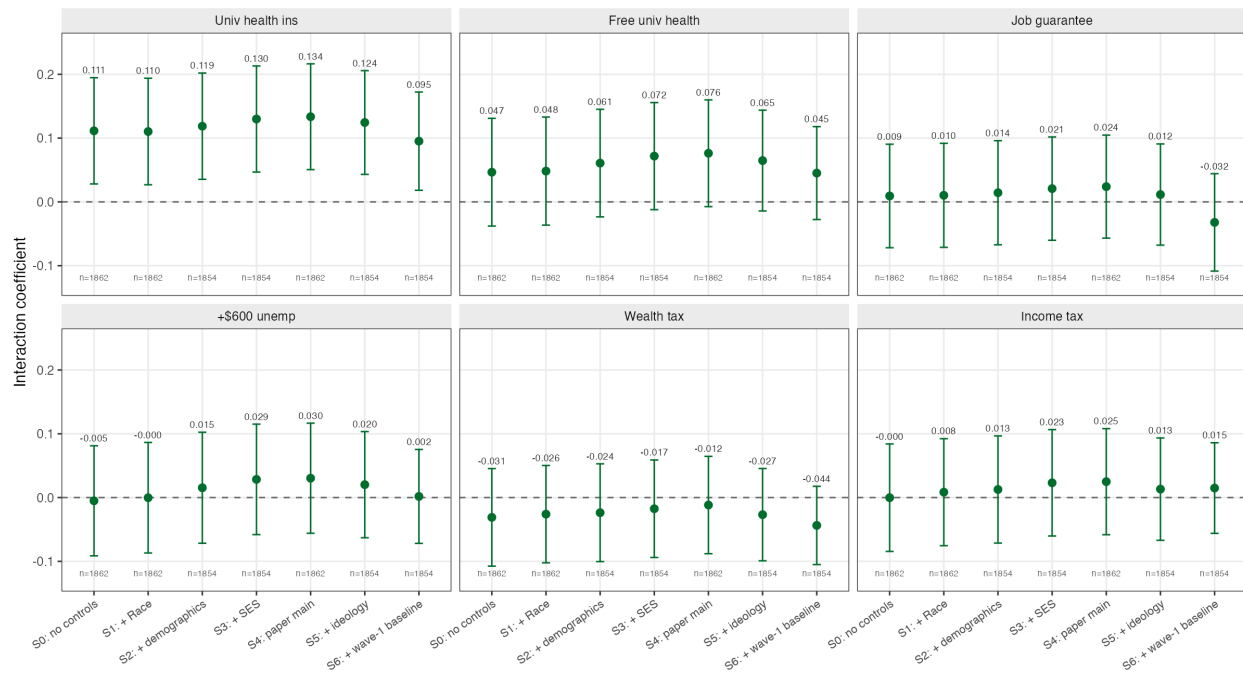 Univ health ins
Free univ health
Job guarantee
0.111 0.110 0.119 0.130 0.134 0.124 0.095
0.047 0.048 0.061 0.072 0.076 0.065 0.045
0.009 0.010 0.014 0.021 0.024 0.012 -0.032
0.2
0.1
0.0
-0.1
n=1862 n=1862 n=1854 n=1854 n=1862 n=1854 n=1854
n=1862 n=1862 n=1854 n=1854 n=1862 n=1854 n=1854
n=1862 n=1862 n=1854 n=1854 n=1862 n=1854 n=1854
Interaction coefficient
+$600 unemp
Wealth tax
Income tax
-0.005 -0.000 0.015 0.029 0.030 0.020 0.002
-0.031 -0.026 -0.024 -0.017 -0.012 -0.027 -0.044
-0.000 0.008 0.013 0.023 0.025 0.013 0.015
0.2
0.1
0.0
-0.1
n=1862 n=1862 n=1854 n=1854 n=1862 n=1854 n=1854
n=1862 n=1862 n=1854 n=1854 n=1862 n=1854 n=1854
n=1862 n=1862 n=1854 n=1854 n=1862 n=1854 n=1854
S0: no controls
S1: + Race
S2: + demographics
S3: + SES
S4: paper main
S5: + ideology
S6: + wave-1 baseline
S0: no controls
S1: + Race
S2: + demographics
S3: + SES
S4: paper main
S5: + ideology
S6: + wave-1 baseline
S0: no controls
S1: + Race
S2: + demographics
S3: + SES
S4: paper main
S5: + ideology
S6: + wave-1 baseline